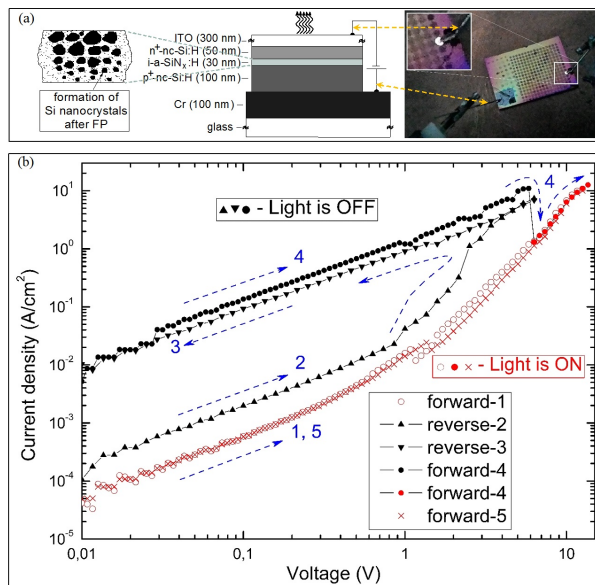 (a)
ITO (300 nm)
n⁺-nc-Si:H (50 nm)
i-a-SiNₓ:H (30 nm)
p⁺-nc-Si:H (100 nm)
Cr (100 nm)
glass
formation of
Si nanocrystals
after FP
(b)
▲▼● - Light is OFF
4
4
3
2
1, 5
○ ● × - Light is ON
○ forward-1
▲ reverse-2
▼ reverse-3
● forward-4
● forward-4
× forward-5
Current density (A/cm²)
10¹
10⁰
10⁻¹
10⁻²
10⁻³
10⁻⁴
10⁻⁵
0,01
0,1
1
10
Voltage (V)